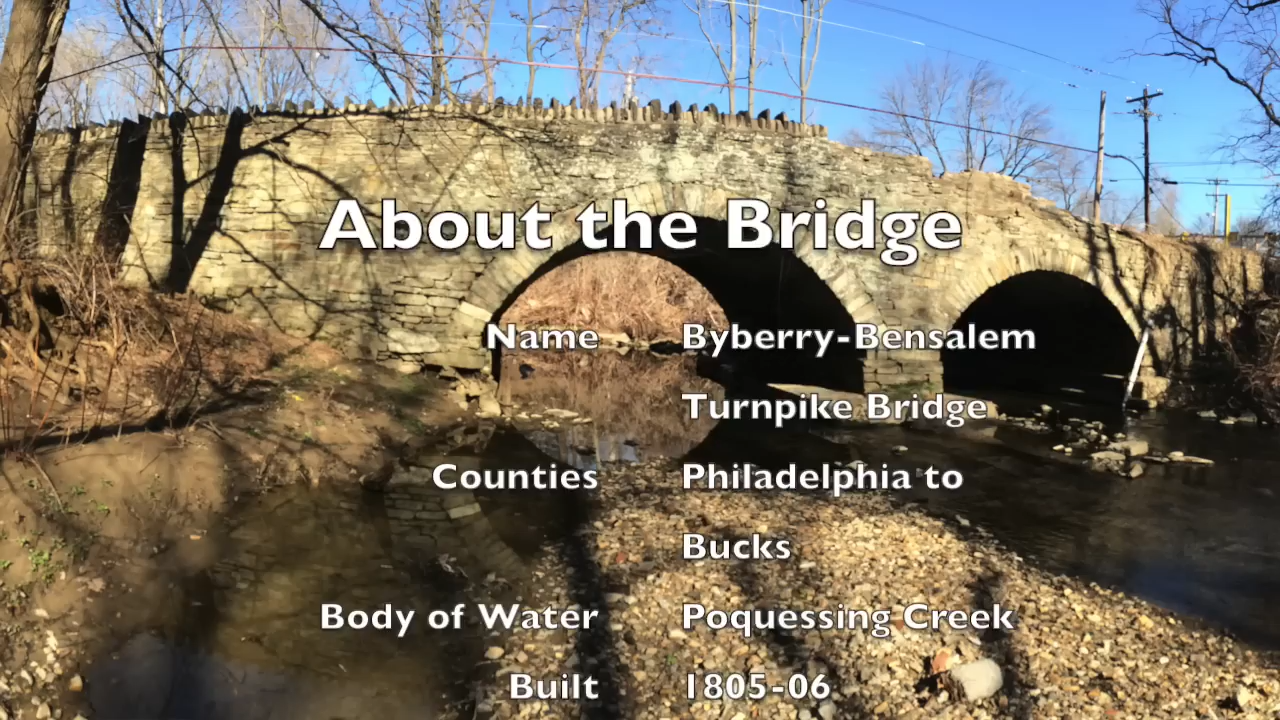 About the Bridge
Name Byberry-Bensalem
Turnpike Bridge
Counties Philadelphia to
Bucks
Body of Water Poquessing Creek
Built 1805-06